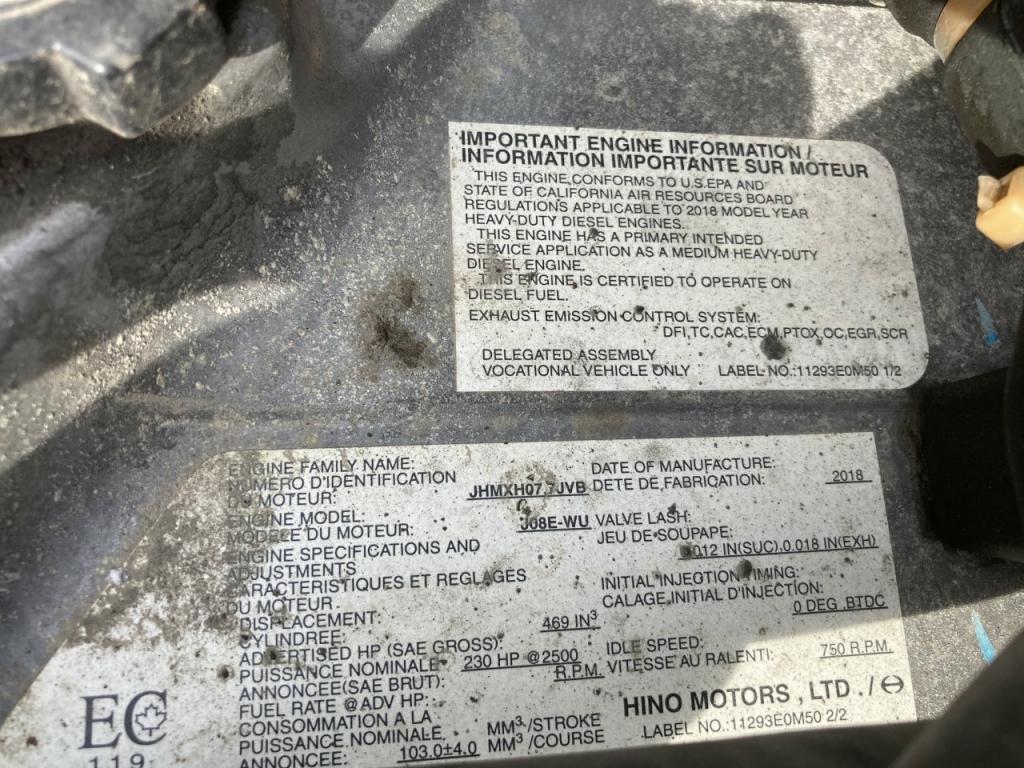 IMPORTANT ENGINE INFORMATION /
INFORMATION IMPORTANTE SUR MOTEUR
THIS ENGINE CONFORMS TO U.S.EPA AND
STATE OF CALIFORNIA AIR RESOURCES BOARD
REGULATIONS APPLICABLE TO 2018 MODEL YEAR
HEAVY-DUTY DIESEL ENGINES.
THIS ENGINE HAS A PRIMARY INTENDED
SERVICE APPLICATION AS A MEDIUM HEAVY-DUTY
DIESEL ENGINE.
THIS ENGINE IS CERTIFIED TO OPERATE ON
DIESEL FUEL.
EXHAUST EMISSION CONTROL SYSTEM:
DFI,TC,CAC,ECM,PTOX,OC,EGR,SCR
DELEGATED ASSEMBLY
VOCATIONAL VEHICLE ONLY LABEL NO.:11293E0M50 1/2
ENGINE FAMILY NAME:
NUMERO D'IDENTIFICATION
DU MOTEUR: JHMXH07.7JVB
ENGINE MODEL: J08E-WU
MODELE DU MOTEUR:
ENGINE SPECIFICATIONS AND
ADJUSTMENTS
CARACTERISTIQUES ET REGLAGES
DU MOTEUR
DISPLACEMENT: 469 IN³
CYLINDREE:
ADVERTISED HP (SAE GROSS):
PUISSANCE NOMINALE 230 HP @2500
ANNONCEE(SAE BRUT): R.P.M.
FUEL RATE @ADV HP:
CONSOMMATION A LA MM³/STROKE
PUISSANCE NOMINALE MM³/COURSE
ANNONCEE: 103.0±4.0
DATE OF MANUFACTURE:
DETE DE FABRICATION: 2018
VALVE LASH:
JEU DE SOUPAPE:
012 IN(SUC),0.018 IN(EXH)
INITIAL INJECTION TIMING:
CALAGE INITIAL D'INJECTION:
0 DEG .BTDC
IDLE SPEED:
VITESSE AU RALENTI: 750 R.P.M.
HINO MOTORS , LTD ./
LABEL NO.:11293E0M50 2/2
EC
119